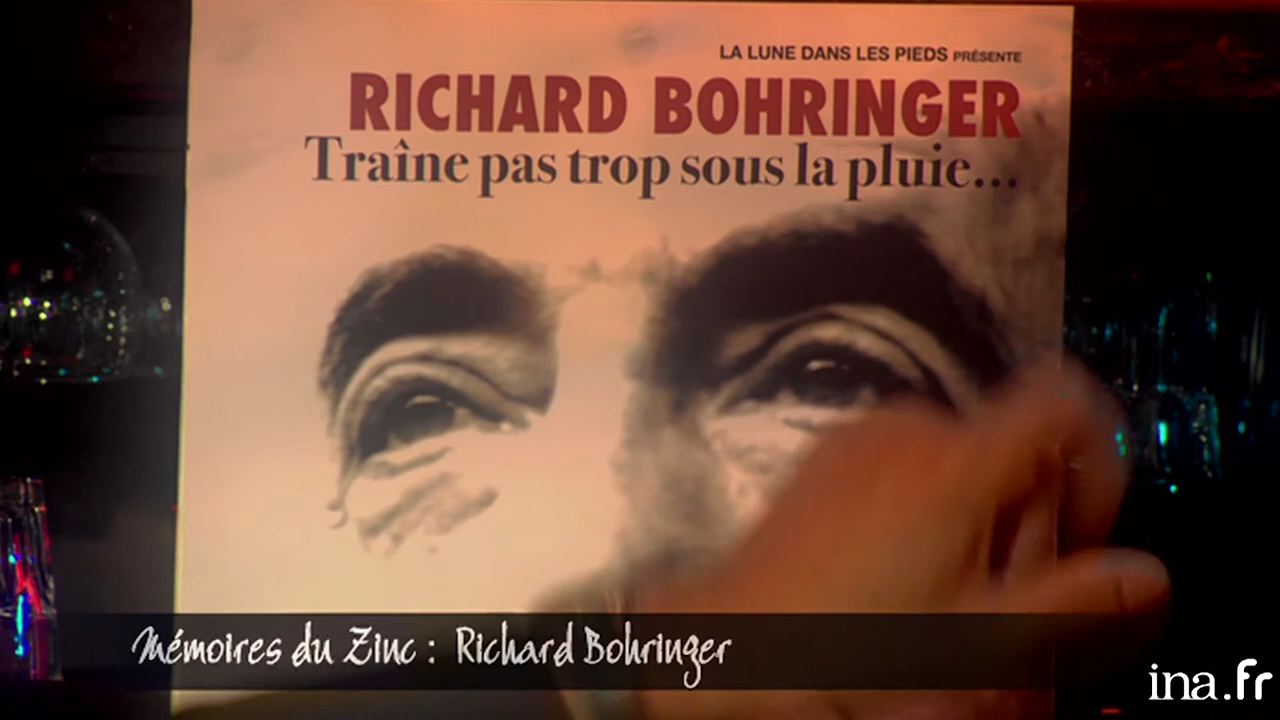 LA LUNE DANS LES PIEDS PRÉSENTE
RICHARD BOHRINGER
Traîne pas trop sous la pluie...
Mémoires du Zinc : Richard Bohringer
ina.fr